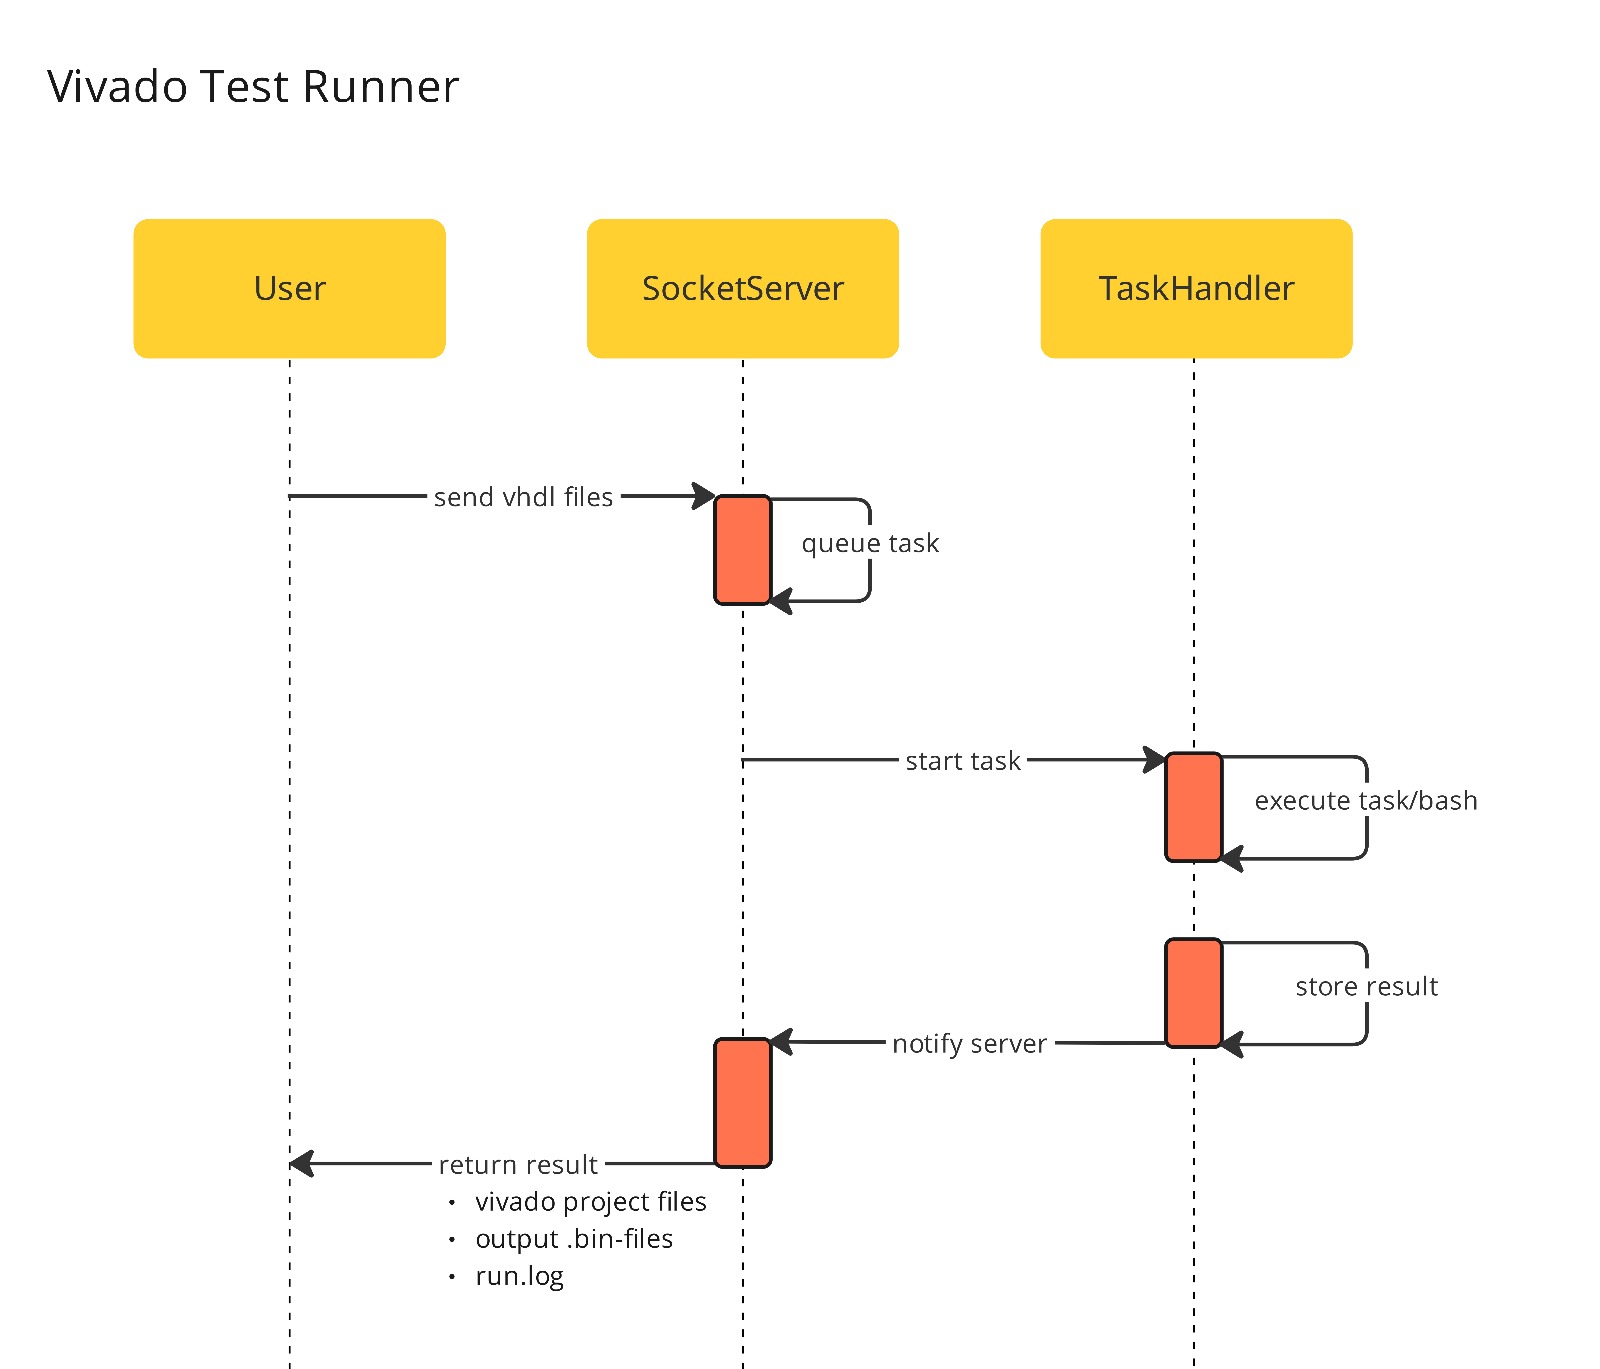 Vivado Test Runner
User
SocketServer
TaskHandler
send vhdl files
queue task
start task
execute task/bash
store result
notify server
return result
• vivado project files
• output .bin-files
• run.log